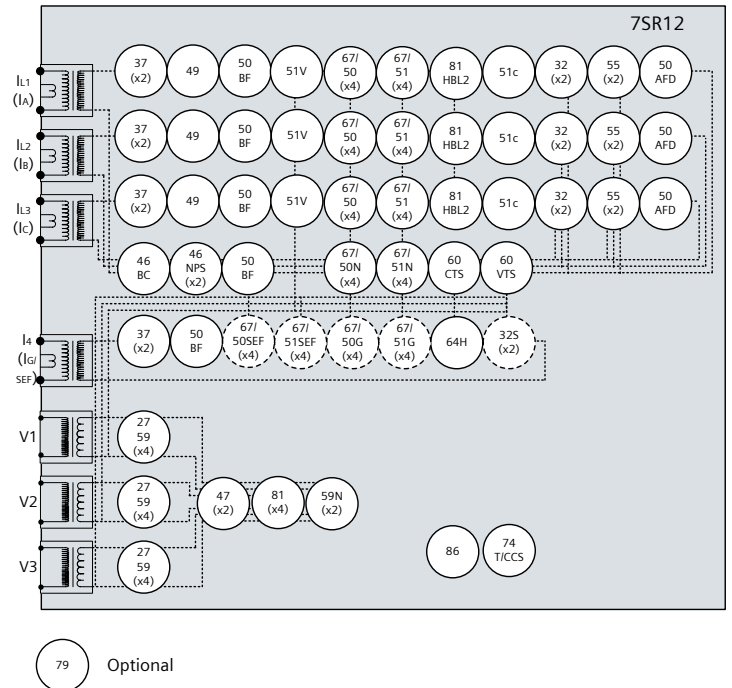 7SR12
IL1
(IA)
37
(x2)
49
50
BF
51V
67/
50
(x4)
67/
51
(x4)
81
HBL2
51c
32
(x2)
55
(x2)
50
AFD
IL2
(IB)
37
(x2)
49
50
BF
51V
67/
50
(x4)
67/
51
(x4)
81
HBL2
51c
32
(x2)
55
(x2)
50
AFD
IL3
(IC)
37
(x2)
49
50
BF
51V
67/
50
(x4)
67/
51
(x4)
81
HBL2
51c
32
(x2)
55
(x2)
50
AFD
46
BC
46
NPS
(x2)
50
BF
67/
50N
(x4)
67/
51N
(x4)
60
CTS
60
VTS
I4
(IG/
SEF)
37
(x2)
50
BF
67/
50SEF
(x4)
67/
51SEF
(x4)
67/
50G
(x4)
67/
51G
(x4)
64H
32S
(x2)
V1
27
59
(x4)
V2
27
59
(x4)
47
(x2)
81
(x4)
59N
(x2)
V3
27
59
(x4)
86
74
T/CCS
79
Optional